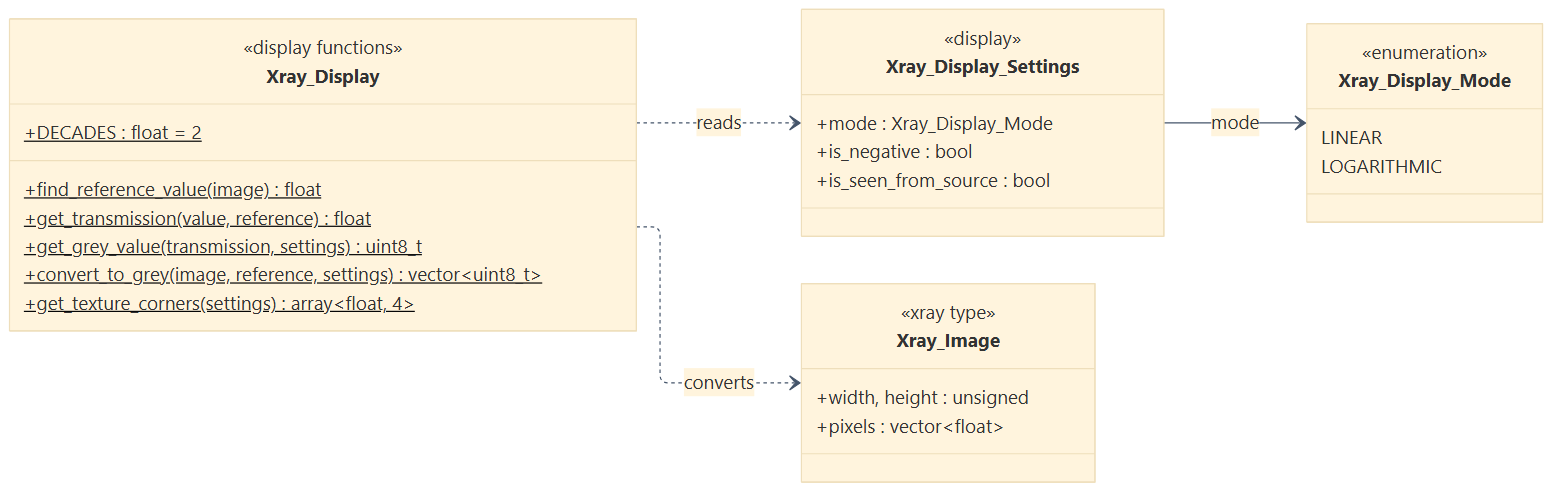 «display functions»
Xray_Display
+DECADES : float = 2
+find_reference_value(image) : float
+get_transmission(value, reference) : float
+get_grey_value(transmission, settings) : uint8_t
+convert_to_grey(image, reference, settings) : vector<uint8_t>
+get_texture_corners(settings) : array<float, 4>
reads
converts
«display»
Xray_Display_Settings
+mode : Xray_Display_Mode
+is_negative : bool
+is_seen_from_source : bool
mode
«enumeration»
Xray_Display_Mode
LINEAR
LOGARITHMIC
«xray type»
Xray_Image
+width, height : unsigned
+pixels : vector<float>